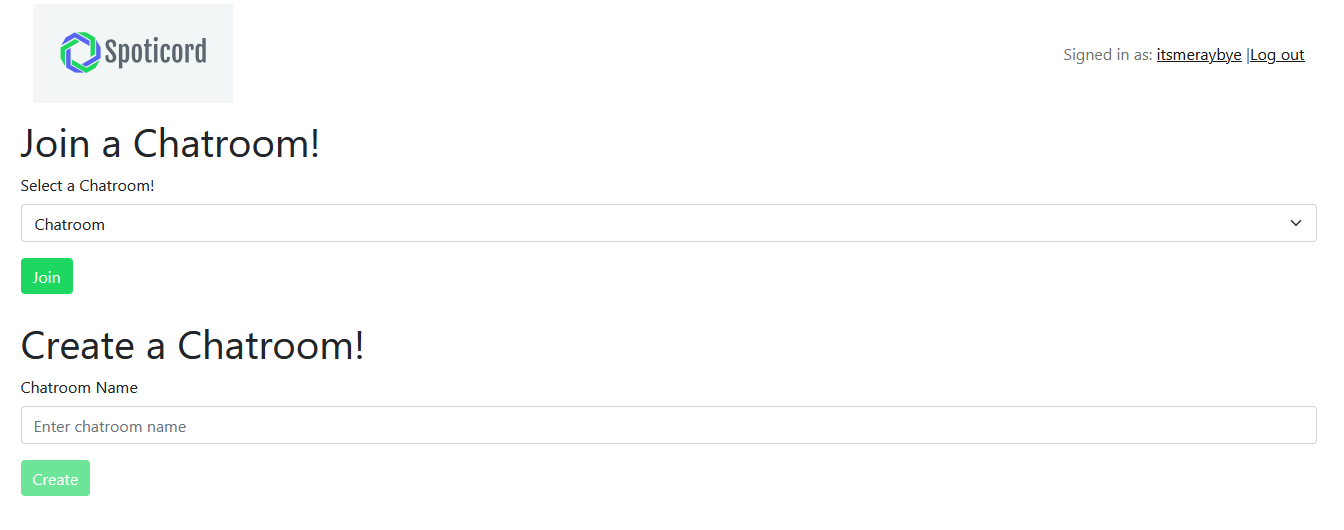 Spoticord
Signed in as: itsmeraybye |Log out
Join a Chatroom!
Select a Chatroom!
Chatroom
Join
Create a Chatroom!
Chatroom Name
Enter chatroom name
Create